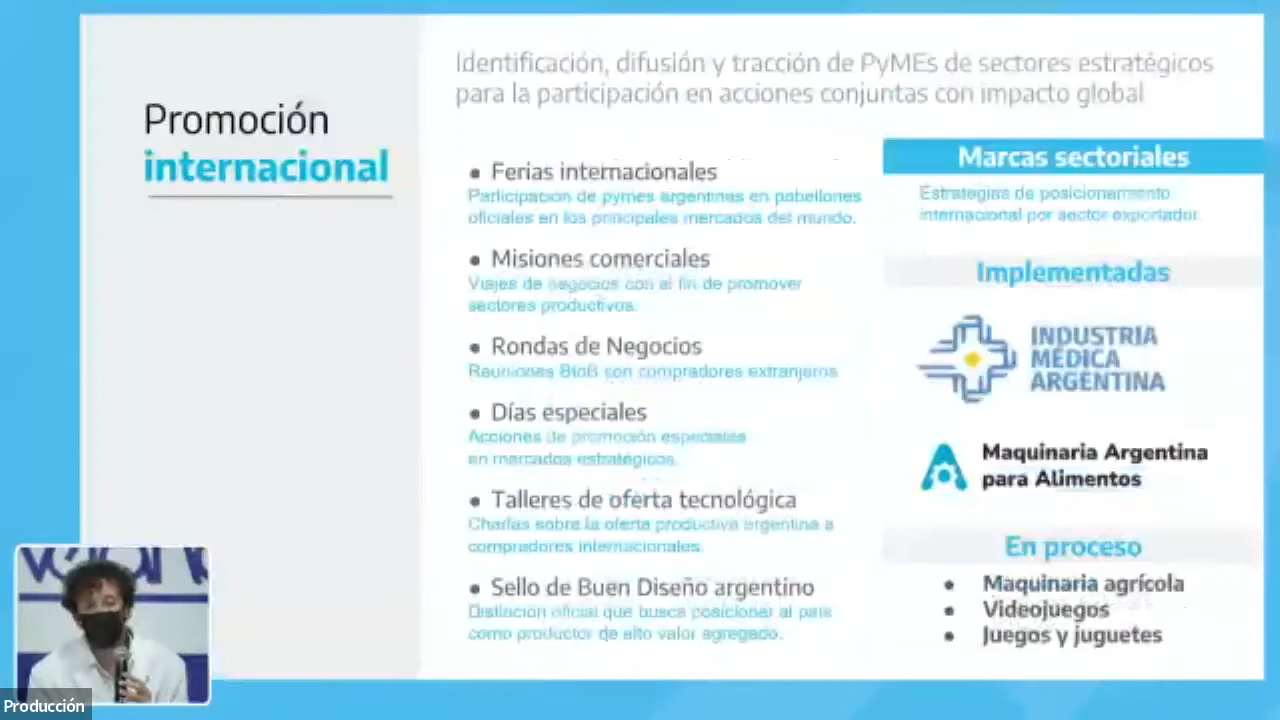 Promoción
internacional
Identificación, difusión y tracción de PyMEs de sectores estratégicos
para la participación en acciones conjuntas con impacto global
● Ferias internacionales
Participación de pymes argentinas en pabellones
oficiales en los principales mercados del mundo.
● Misiones comerciales
Viajes de negocios con el fin de promover
sectores productivos.
● Rondas de Negocios
Reuniones BtoB con compradores extranjeros
● Días especiales
Acciones de promoción especiales
en mercados estratégicos.
● Talleres de oferta tecnológica
Charlas sobre la oferta productiva argentina a
compradores internacionales.
● Sello de Buen Diseño argentino
Distinción oficial que busca posicionar al país
como productor de alto valor agregado.
Marcas sectoriales
Estrategias de posicionamiento
internacional por sector exportador.
Implementadas
INDUSTRIA
MÉDICA
ARGENTINA
Maquinaria Argentina
para Alimentos
En proceso
● Maquinaria agrícola
● Videojuegos
● Juegos y juguetes
Producción